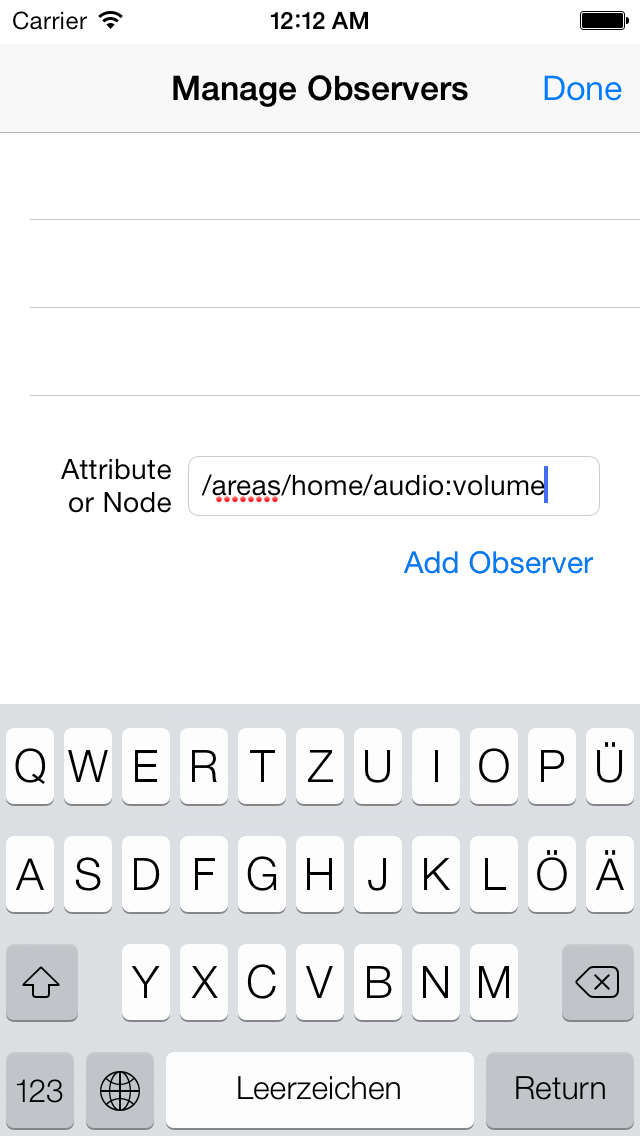 Carrier 12:12 AM
Manage Observers Done
Attribute
or Node
/areas/home/audio:volume
Add Observer
Q W E R T Z U I O P Ü
A S D F G H J K L Ö Ä
Y X C V B N M
123 Leerzeichen Return